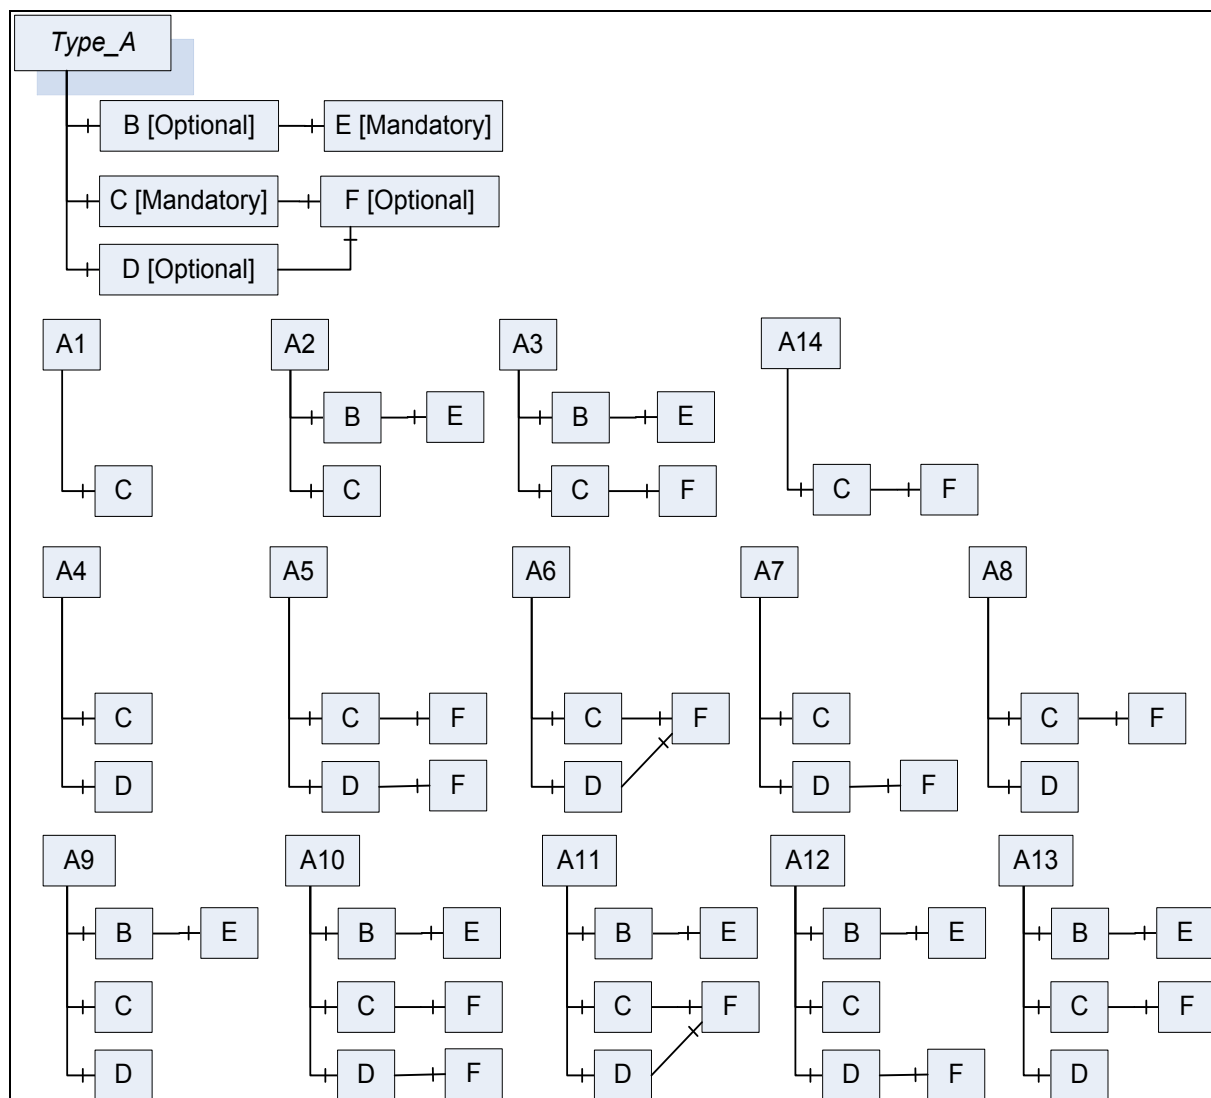 Type_A
B [Optional] E [Mandatory]
C [Mandatory] F [Optional]
D [Optional]
A1 A2 A3 A14
B E B E
C C C F C F
A4 A5 A6 A7 A8
C C F C F C C F
D D F D D F D
A9 A10 A11 A12 A13
B E B E B E B E B E
C C F C F C C F
D D F D D F D